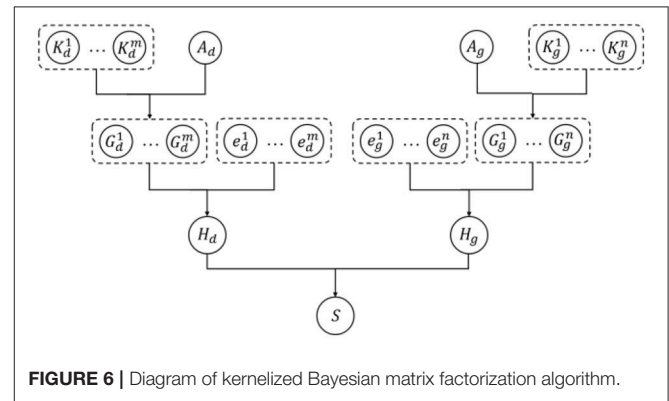 K_d^1 … K_d^m A_d A_g K_g^1 … K_g^n
G_d^1 … G_d^m e_d^1 … e_d^m e_g^1 … e_g^n G_g^1 … G_g^n
H_d H_g
S
FIGURE 6 | Diagram of kernelized Bayesian matrix factorization algorithm.